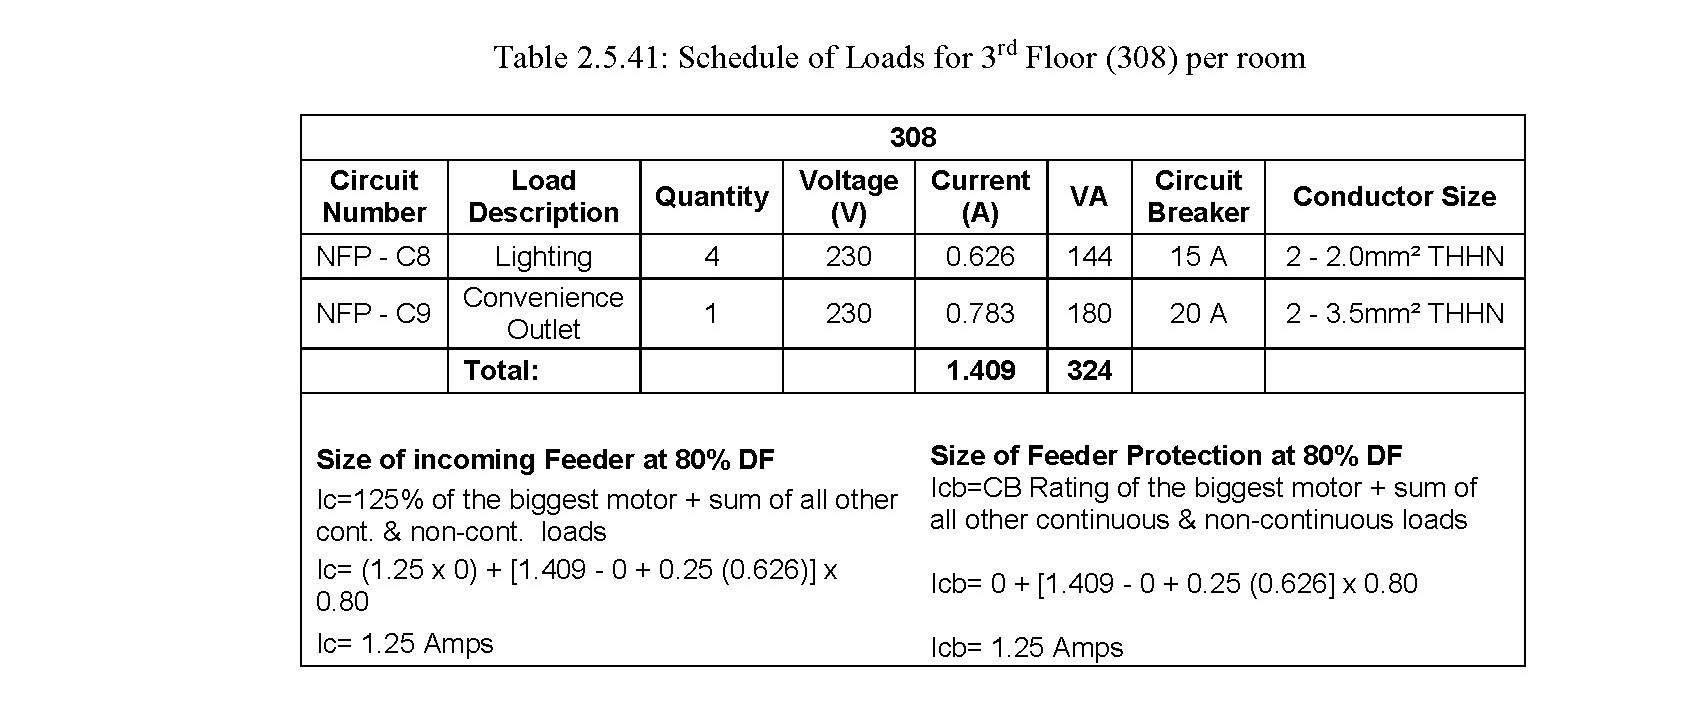 Table 2.5.41: Schedule of Loads for 3rd Floor (308) per room
308
Circuit Number Load Description Quantity Voltage (V) Current (A) VA Circuit Breaker Conductor Size
NFP - C8 Lighting 4 230 0.626 144 15 A 2 - 2.0mm² THHN
NFP - C9 Convenience Outlet 1 230 0.783 180 20 A 2 - 3.5mm² THHN
Total: 1.409 324
Size of incoming Feeder at 80% DF
Ic=125% of the biggest motor + sum of all other
cont. & non-cont. loads
Ic= (1.25 x 0) + [1.409 - 0 + 0.25 (0.626)] x
0.80
Ic= 1.25 Amps
Size of Feeder Protection at 80% DF
Icb=CB Rating of the biggest motor + sum of
all other continuous & non-continuous loads
Icb= 0 + [1.409 - 0 + 0.25 (0.626] x 0.80
Icb= 1.25 Amps